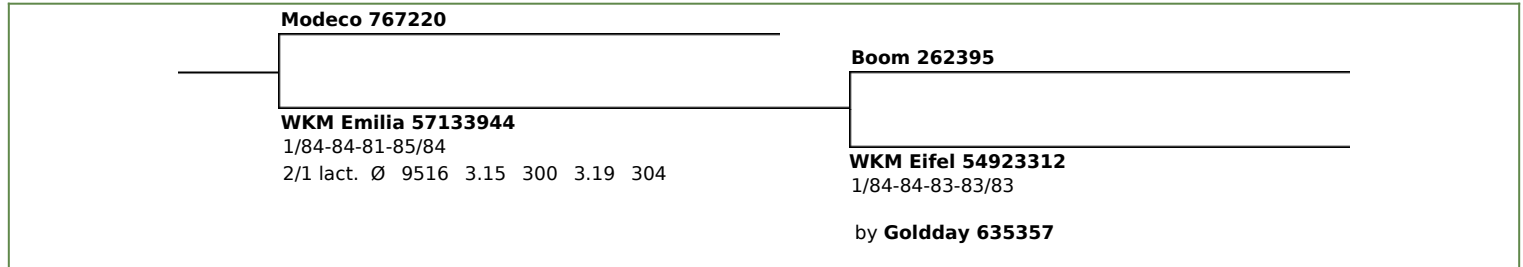 Modeco 767220
Boom 262395
WKM Emilia 57133944
1/84-84-81-85/84
2/1 lact. Ø 9516 3.15 300 3.19 304
WKM Eifel 54923312
1/84-84-83-83/83
by Goldday 635357